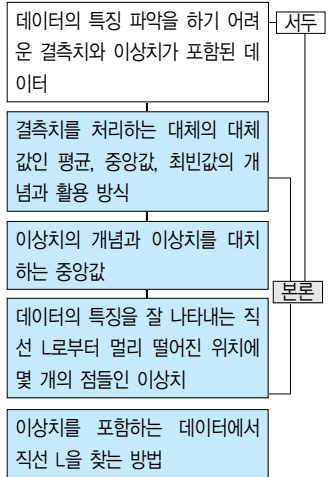 데이터의 특징 파악을 하기 어려
운 결측치와 이상치가 포함된 데
이터
서두
결측치를 처리하는 대체의 대체
값인 평균, 중앙값, 최빈값의 개
념과 활용 방식
이상치의 개념과 이상치를 대치
하는 중앙값
본론
데이터의 특징을 잘 나타내는 직
선 L로부터 멀리 떨어진 위치에
몇 개의 점들인 이상치
이상치를 포함하는 데이터에서
직선 L을 찾는 방법